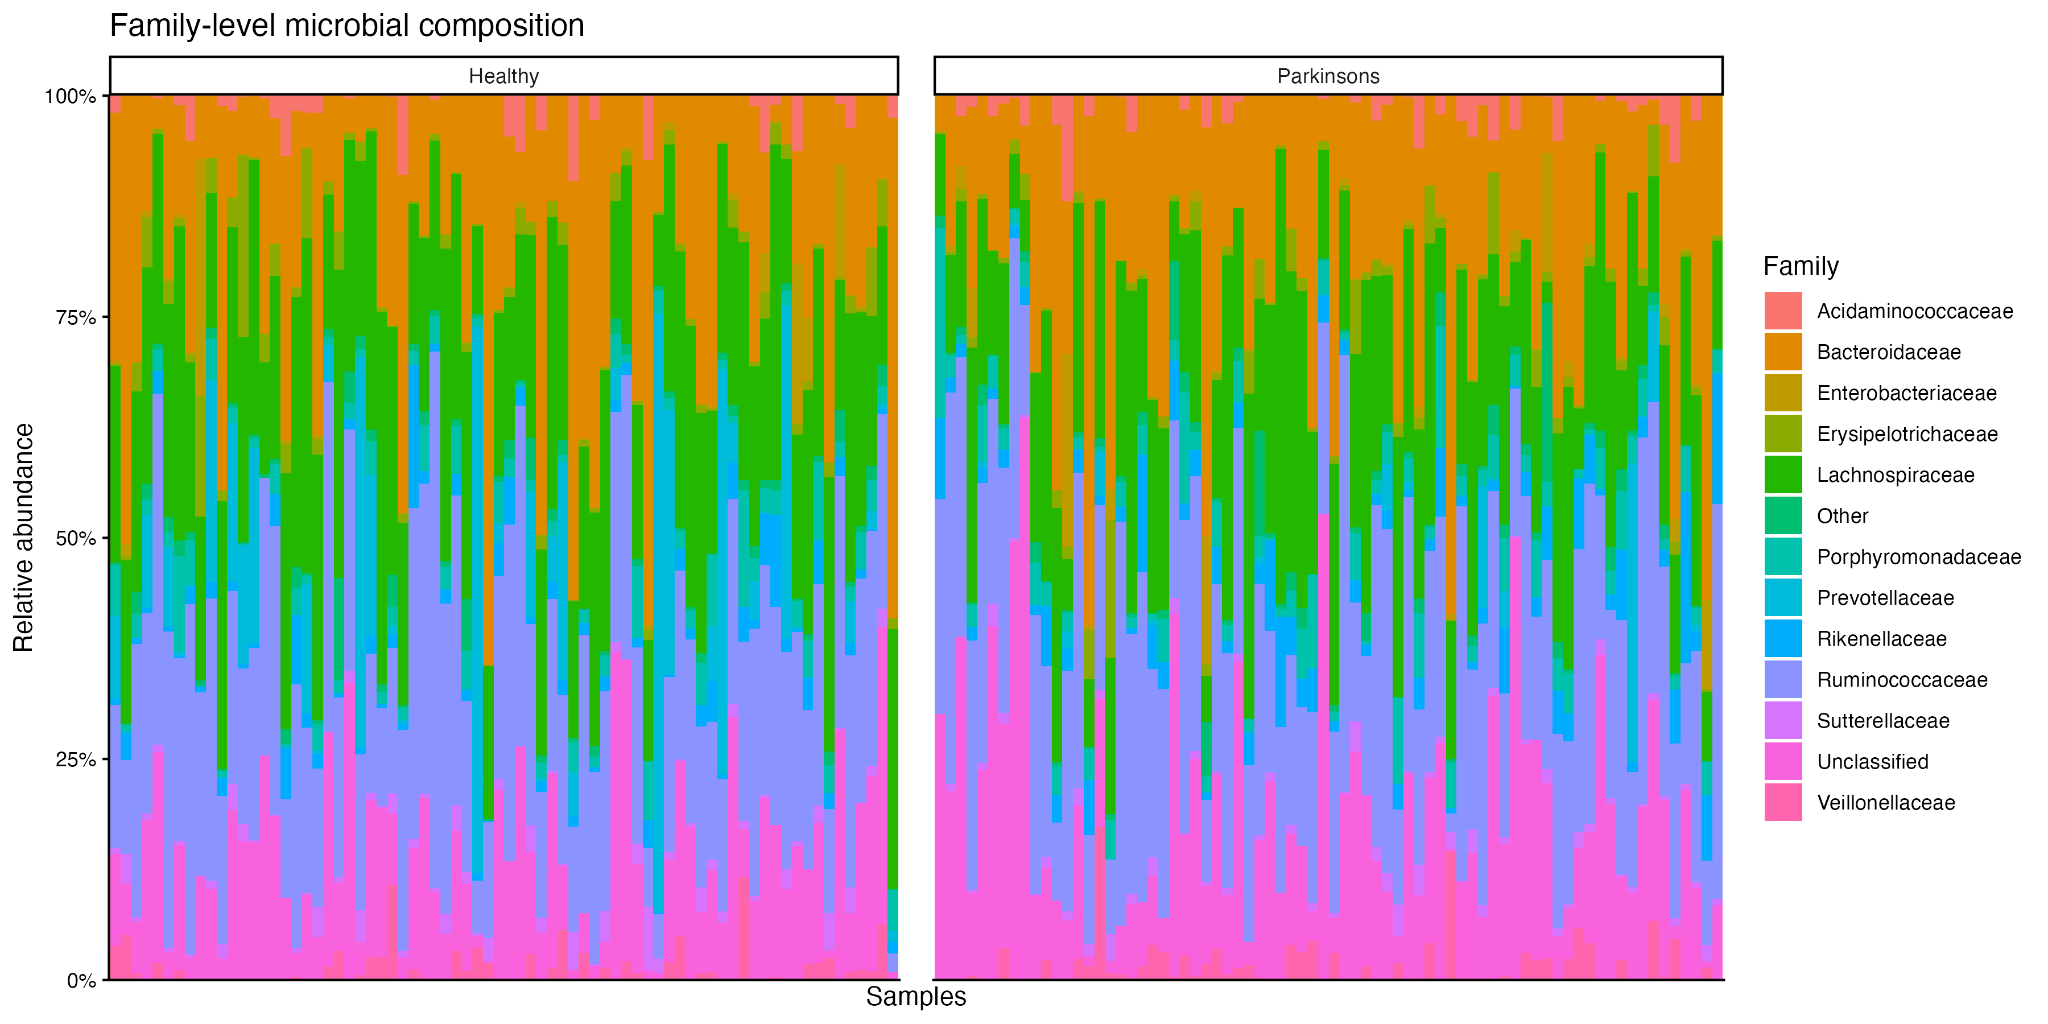 Family-level microbial composition
Healthy
Parkinsons
100%
75%
50%
25%
0%
Relative abundance
Samples
Family
Acidaminococcaceae
Bacteroidaceae
Enterobacteriaceae
Erysipelotrichaceae
Lachnospiraceae
Other
Porphyromonadaceae
Prevotellaceae
Rikenellaceae
Ruminococcaceae
Sutterellaceae
Unclassified
Veillonellaceae